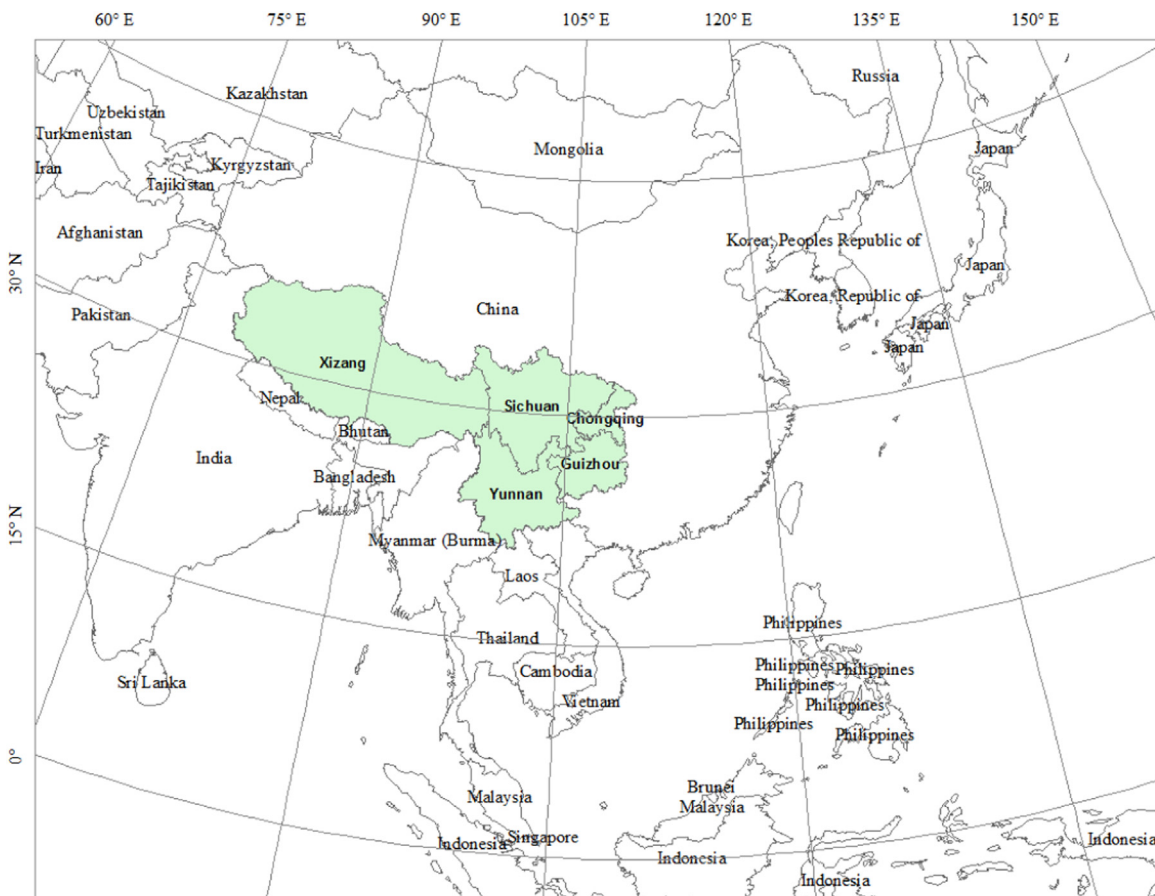 60° E
75° E
90° E
105° E
120° E
135° E
150° E
Russia
Kazakhstan
Uzbekistan
Turkmenistan
Mongolia
Japan
Iran
Kyrgyzstan
Tajikistan
Afghanistan
Korea, Peoples Republic of
30° N
Japan
Pakistan
China
Korea, Republic of
Japan
Japan
Xizang
Nepal
Sichuan
Chongqing
Bhutan
India
Guizhou
Bangladesh
Yunnan
15° N
Myanmar (Burma)
Laos
Philippines
Thailand
Philippines
Philippines
Cambodia
Sri Lanka
Philippines
Vietnam
Philippines
Philippines
Philippines
0°
Brunei
Malaysia
Malaysia
Singapore
Indonesia
Indonesia
Indonesia
Indonesia